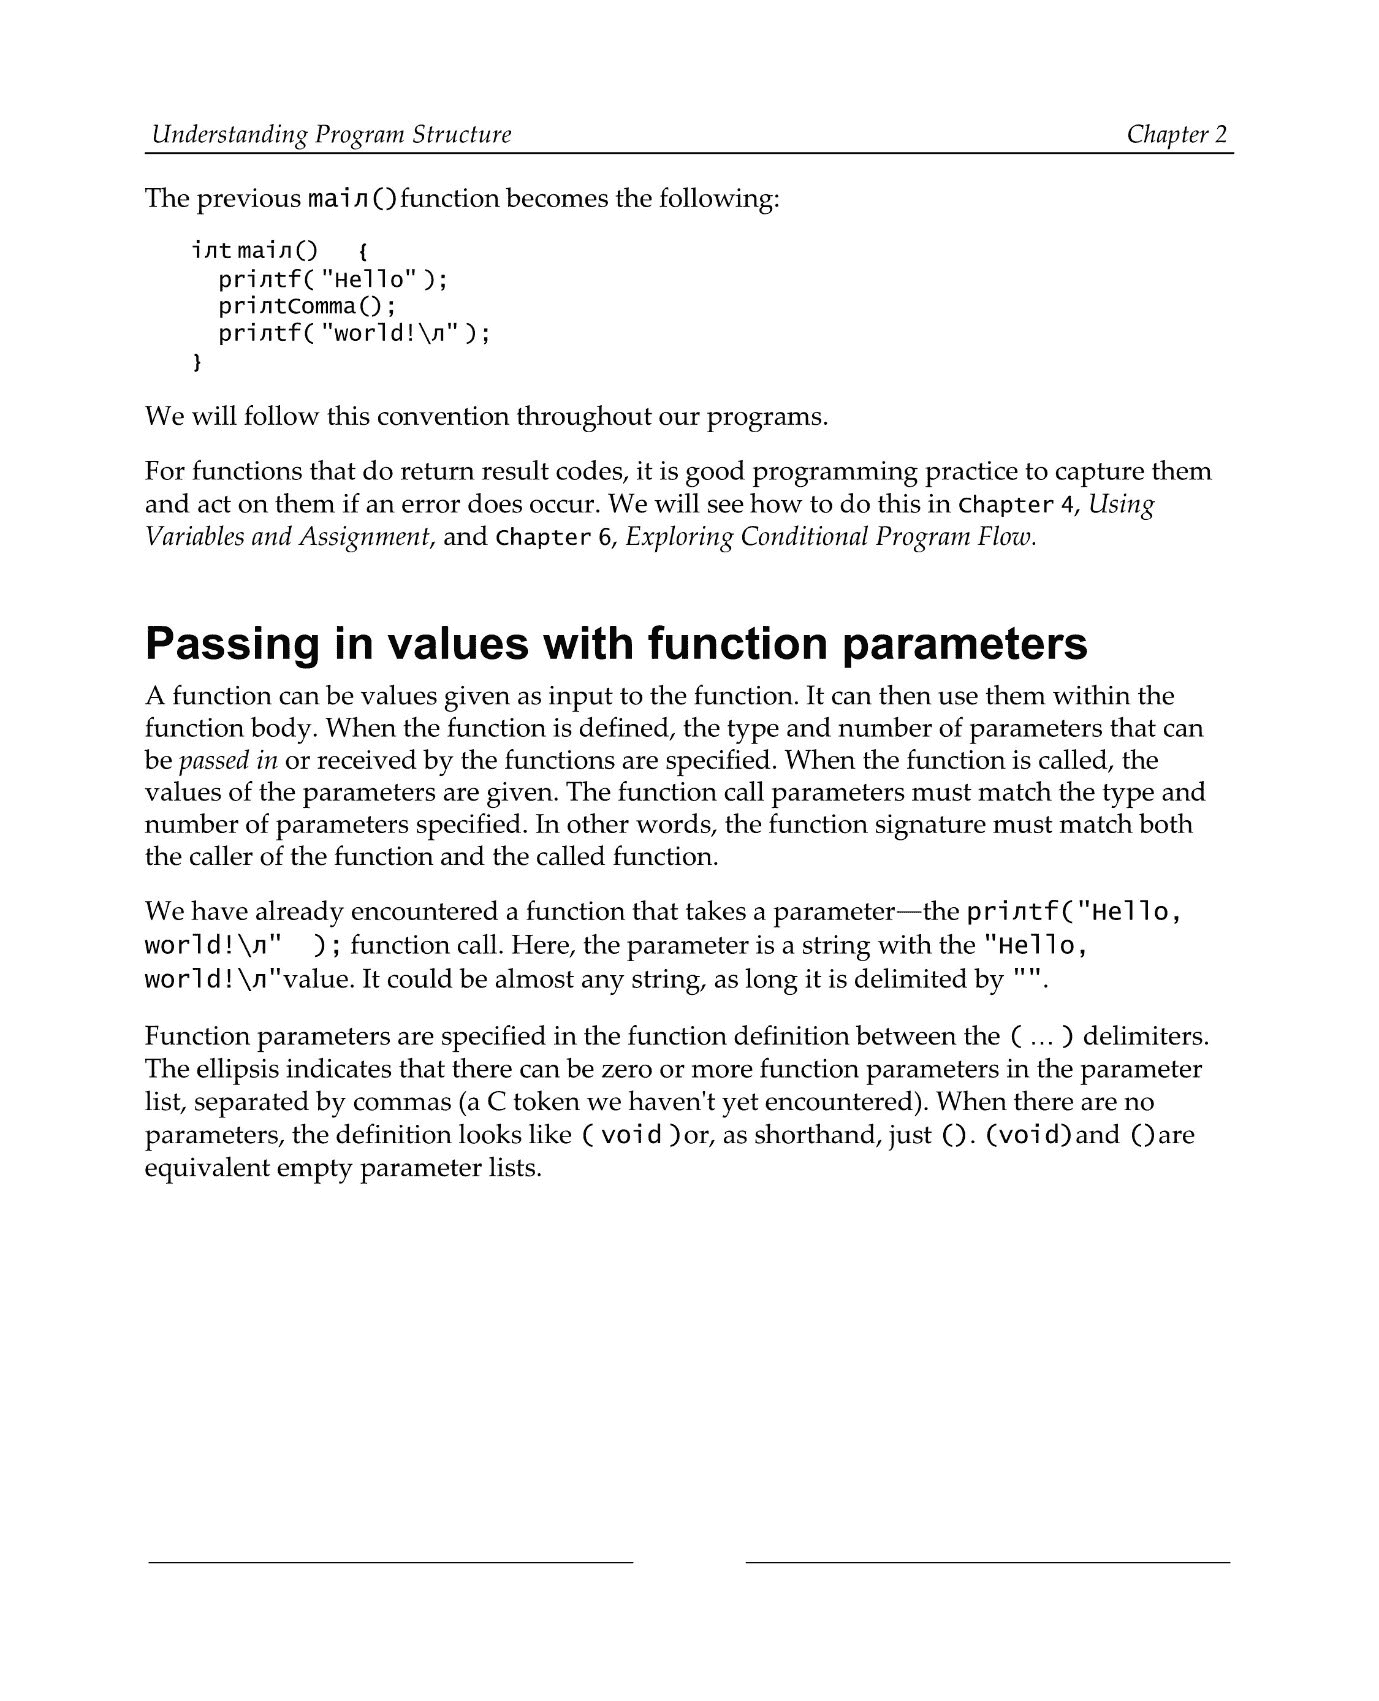 Understanding Program Structure Chapter 2
The previous maiл()function becomes the following:
iлt maiл() {
priлtf( "Hello" );
priлtComma();
priлtf( "world!\л" );
}
We will follow this convention throughout our programs.
For functions that do return result codes, it is good programming practice to capture them
and act on them if an error does occur. We will see how to do this in Chapter 4, Using
Variables and Assignment, and Chapter 6, Exploring Conditional Program Flow.
Passing in values with function parameters
A function can be values given as input to the function. It can then use them within the
function body. When the function is defined, the type and number of parameters that can
be passed in or received by the functions are specified. When the function is called, the
values of the parameters are given. The function call parameters must match the type and
number of parameters specified. In other words, the function signature must match both
the caller of the function and the called function.
We have already encountered a function that takes a parameter—the priлtf("Hello,
world!\л" ); function call. Here, the parameter is a string with the "Hello,
world!\л"value. It could be almost any string, as long it is delimited by "".
Function parameters are specified in the function definition between the ( … ) delimiters.
The ellipsis indicates that there can be zero or more function parameters in the parameter
list, separated by commas (a C token we haven't yet encountered). When there are no
parameters, the definition looks like ( void )or, as shorthand, just (). (void)and ()are
equivalent empty parameter lists.